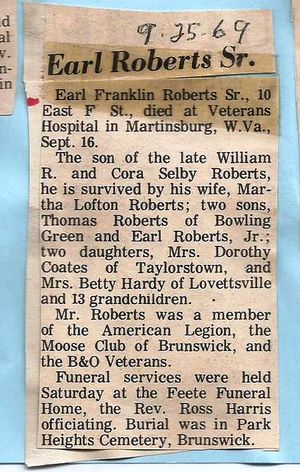 9-25-69
Earl Roberts Sr.
Earl Franklin Roberts Sr., 10
East F St., died at Veterans
Hospital in Martinsburg, W.Va.,
Sept. 16.
The son of the late William
R. and Cora Selby Roberts,
he is survived by his wife, Mar-
tha Lofton Roberts; two sons,
Thomas Roberts of Bowling
Green and Earl Roberts, Jr.;
two daughters, Mrs. Dorothy
Coates of Taylorstown, and
Mrs. Betty Hardy of Lovettsville
and 13 grandchildren.
Mr. Roberts was a member
of the American Legion, the
Moose Club of Brunswick, and
the B&O Veterans.
Funeral services were held
Saturday at the Feete Funeral
Home, the Rev. Ross Harris
officiating. Burial was in Park
Heights Cemetery, Brunswick.